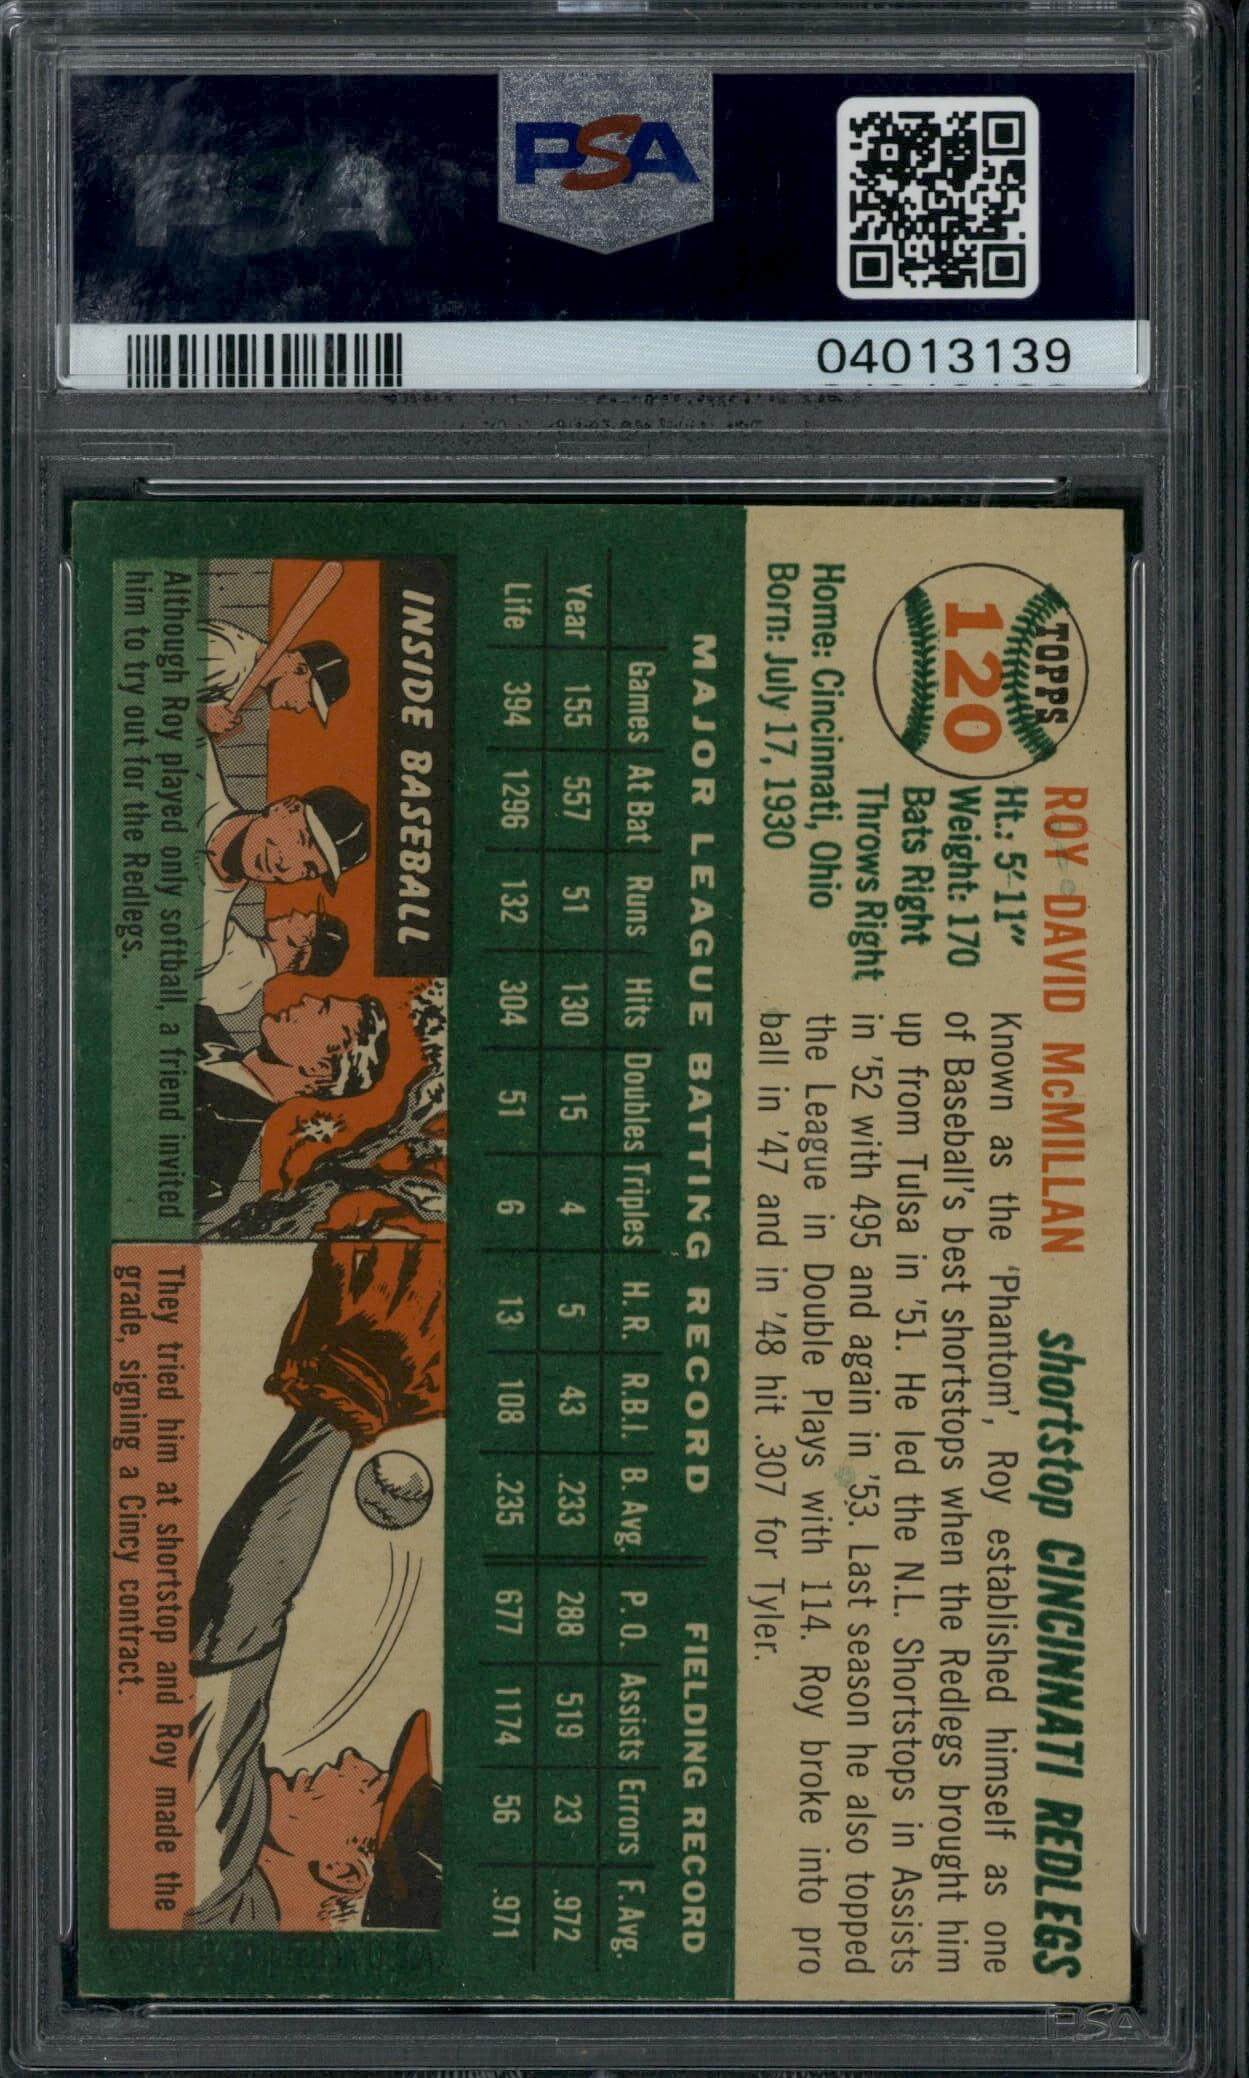 PSA
PSA
04013139
TOPPS
120
ROY DAVID McMILLAN shortstop CINCINNATI REDLEGS
Ht.: 5'-11"
Weight: 170
Bats Right
Throws Right
Home: Cincinnati, Ohio
Born: July 17, 1930
Known as the 'Phantom', Roy established himself as one
of Baseball's best shortstops when the Redlegs brought him
up from Tulsa in '51. He led the N.L. Shortstops in Assists
in '52 with 495 and again in '53. Last season he also topped
the League in Double Plays with 114. Roy broke into pro
ball in '47 and in '48 hit .307 for Tyler.
MAJOR LEAGUE BATTING RECORD FIELDING RECORD
Games At Bat Runs Hits Doubles Triples H.R. R.B.I. B. Avg. P.O. Assists Errors F. Avg.
Year 155 557 51 130 15 4 5 43 .233 288 519 23 .972
Life 394 1296 132 304 51 6 13 108 .235 677 1174 56 .971
INSIDE BASEBALL
Although Roy played only softball, a friend invited
him to try out for the Redlegs.
They tried him at shortstop and Roy made the
grade, signing a Cincy contract.
PSA